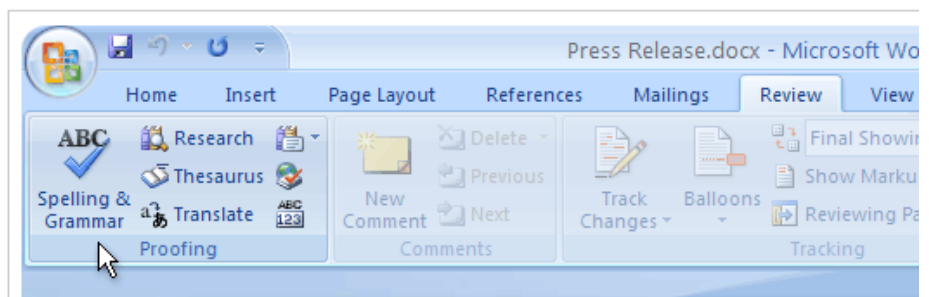 Press Release.docx - Microsoft Wo
Home Insert Page Layout References Mailings Review View
ABC
Spelling &
Grammar
Research
Thesaurus
Translate
ABC
123
Proofing
New
Comment
Delete
Previous
Next
Comments
Track
Changes
Balloons
Final Showin
Show Marku
Reviewing Pa
Tracking